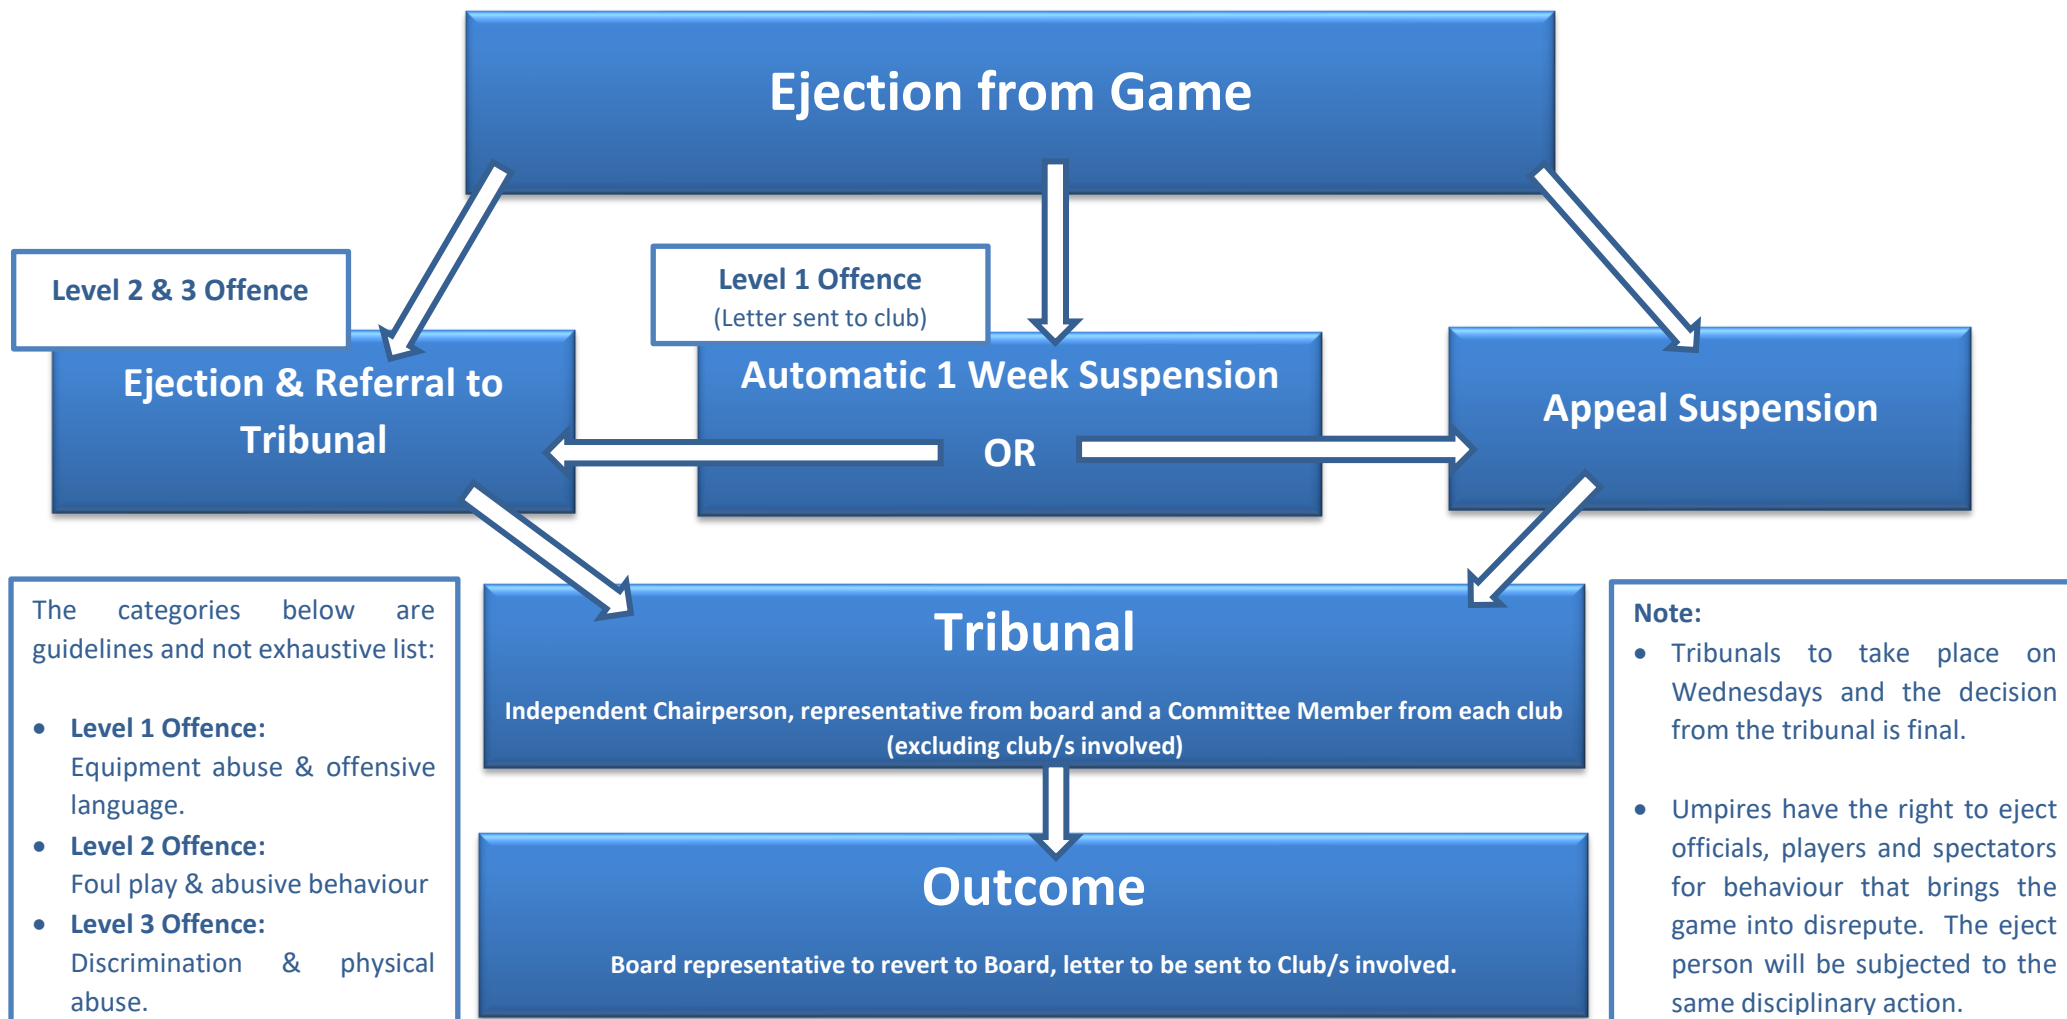 Ejection from Game
Level 2 & 3 Offence
Level 1 Offence
(Letter sent to club)
Ejection & Referral to
Tribunal
Automatic 1 Week Suspension
OR
Appeal Suspension
The categories below are
guidelines and not exhaustive list:
• Level 1 Offence:
Equipment abuse & offensive
language.
• Level 2 Offence:
Foul play & abusive behaviour
• Level 3 Offence:
Discrimination & physical
abuse.
Tribunal
Independent Chairperson, representative from board and a Committee Member from each club
(excluding club/s involved)
Outcome
Board representative to revert to Board, letter to be sent to Club/s involved.
Note:
• Tribunals to take place on
Wednesdays and the decision
from the tribunal is final.
• Umpires have the right to eject
officials, players and spectators
for behaviour that brings the
game into disrepute. The eject
person will be subjected to the
same disciplinary action.